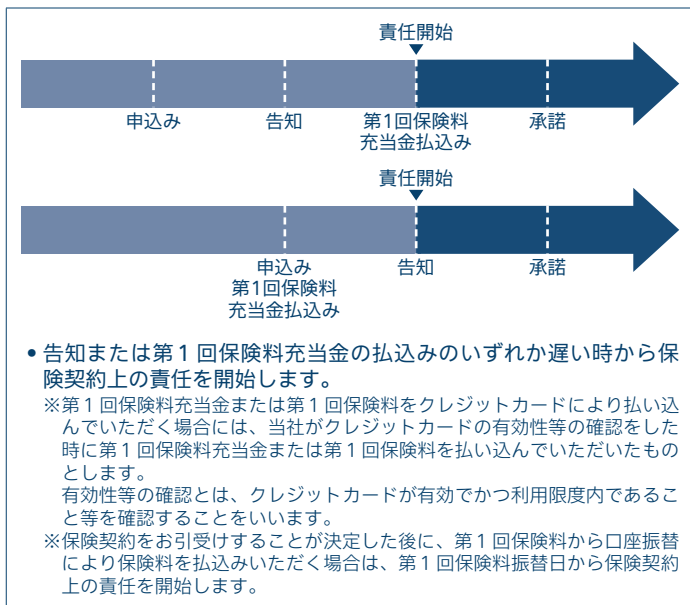 責任開始
申込み 告知 第1回保険料 承諾
充当金払込み
責任開始
申込み 告知 承諾
第1回保険料
充当金払込み
•告知または第1回保険料充当金の払込みのいずれか遅い時から保
険契約上の責任を開始します。
※第1回保険料充当金または第1回保険料をクレジットカードにより払い込
んでいただく場合には、当社がクレジットカードの有効性等の確認をした
時に第1回保険料充当金または第1回保険料を払い込んでいただいたもの
とします。
有効性等の確認とは、クレジットカードが有効でかつ利用限度内であるこ
と等を確認することをいいます。
※保険契約をお引受けすることが決定した後に、第1回保険料から口座振替
により保険料を払込みいただく場合は、第1回保険料振替日から保険契約
上の責任を開始します。